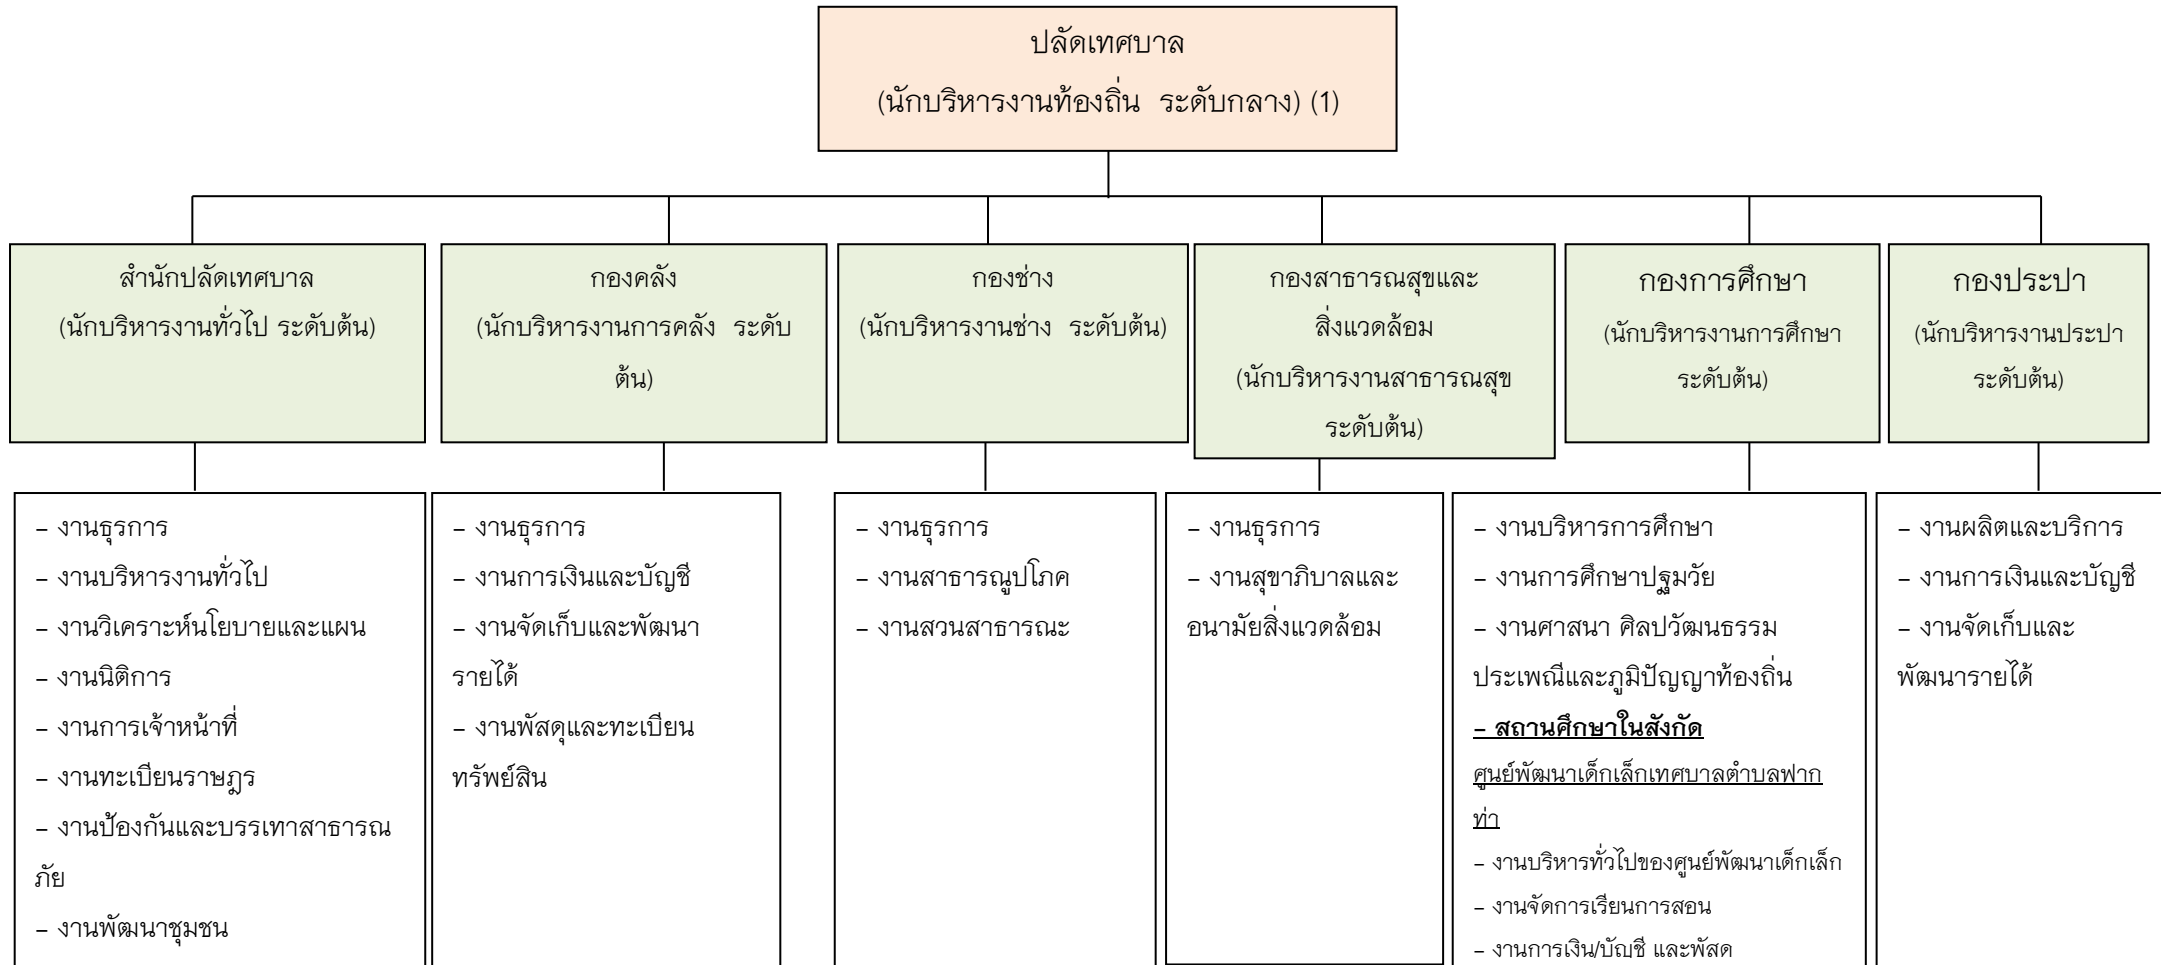 ปลัดเทศบาล
(นักบริหารงานท้องถิ่น ระดับกลาง) (1)
สำนักปลัดเทศบาล
(นักบริหารงานทั่วไป ระดับต้น)
กองคลัง
(นักบริหารงานการคลัง ระดับ
ต้น)
กองช่าง
(นักบริหารงานช่าง ระดับต้น)
กองสาธารณสุขและ
สิ่งแวดล้อม
(นักบริหารงานสาธารณสุข
ระดับต้น)
กองการศึกษา
(นักบริหารงานการศึกษา
ระดับต้น)
กองประปา
(นักบริหารงานประปา
ระดับต้น)
– งานธุรการ
– งานบริหารงานทั่วไป
– งานวิเคราะห์นโยบายและแผน
– งานนิติการ
– งานการเจ้าหน้าที่
– งานทะเบียนราษฎร
– งานป้องกันและบรรเทาสาธารณ
ภัย
– งานพัฒนาชุมชน
– งานธุรการ
– งานการเงินและบัญชี
– งานจัดเก็บและพัฒนา
รายได้
– งานพัสดุและทะเบียน
ทรัพย์สิน
– งานธุรการ
– งานสาธารณูปโภค
– งานสวนสาธารณะ
– งานธุรการ
– งานสุขาภิบาลและ
อนามัยสิ่งแวดล้อม
– งานบริหารการศึกษา
– งานการศึกษาปฐมวัย
– งานศาสนา ศิลปวัฒนธรรม
ประเพณีและภูมิปัญญาท้องถิ่น
– สถานศึกษาในสังกัด
ศูนย์พัฒนาเด็กเล็กเทศบาลตำบลฟาก
ท่า
– งานบริหารทั่วไปของศูนย์พัฒนาเด็กเล็ก
– งานจัดการเรียนการสอน
– งานการเงิน/บัญชี และพัสดุ
– งานผลิตและบริการ
– งานการเงินและบัญชี
– งานจัดเก็บและ
พัฒนารายได้